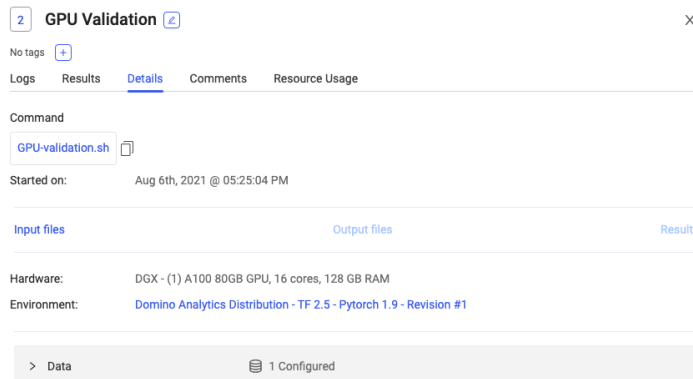 2 GPU Validation
No tags +
Logs Results Details Comments Resource Usage
Command
GPU-validation.sh
Started on: Aug 6th, 2021 @ 05:25:04 PM
Input files Output files Result
Hardware: DGX - (1) A100 80GB GPU, 16 cores, 128 GB RAM
Environment: Domino Analytics Distribution - TF 2.5 - Pytorch 1.9 - Revision #1
> Data 1 Configured